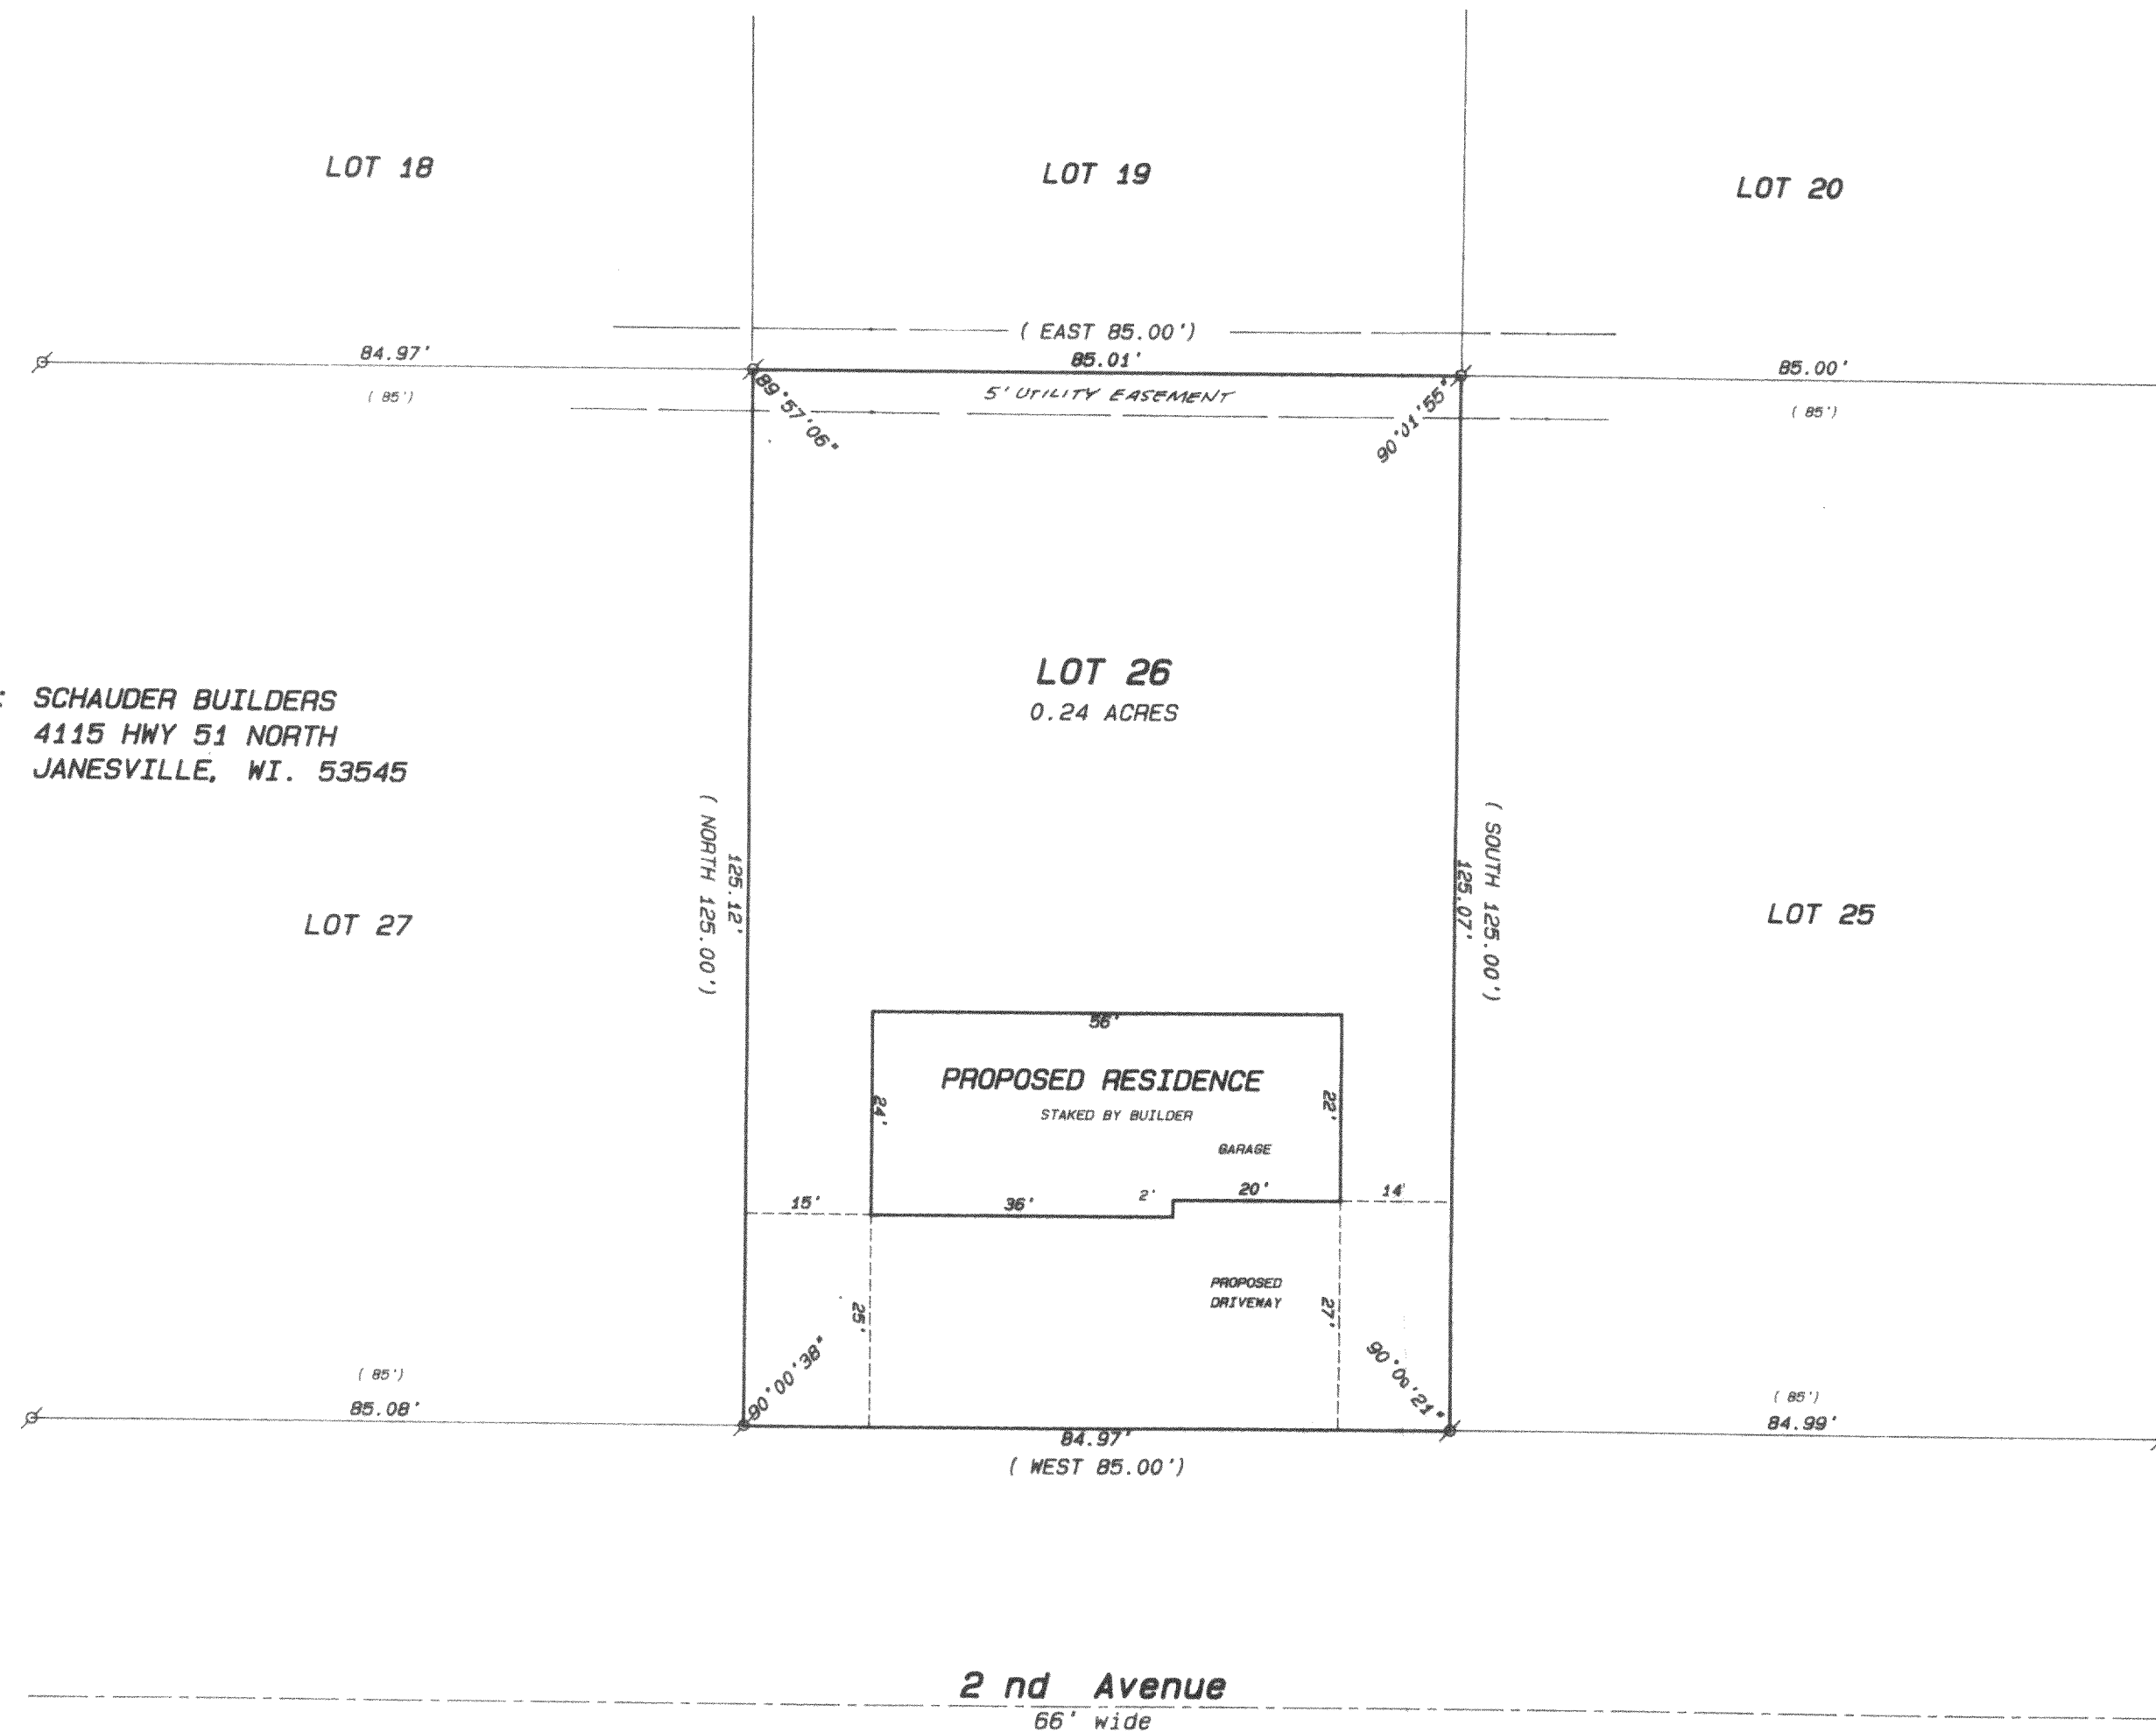 LOT 18
LOT 19
LOT 20
( EAST 85.00')
84.97'
85.01'
85.00'
( 85')
5' UTILITY EASEMENT
( 85')
89°57'06"
90°01'55"
LOT 26
0.24 ACRES
: SCHAUDER BUILDERS
4115 HWY 51 NORTH
JANESVILLE, WI. 53545
( NORTH 125.00')
125.12'
125.07'
( SOUTH 125.00')
LOT 27
LOT 25
56'
PROPOSED RESIDENCE
STAKED BY BUILDER
24'
22'
GARAGE
15'
36'
2'
20'
14'
PROPOSED
DRIVEWAY
25'
27'
90°00'38"
90°00'21"
( 85')
85.08'
84.97'
( 85')
84.99'
( WEST 85.00')
2 nd Avenue
66' wide